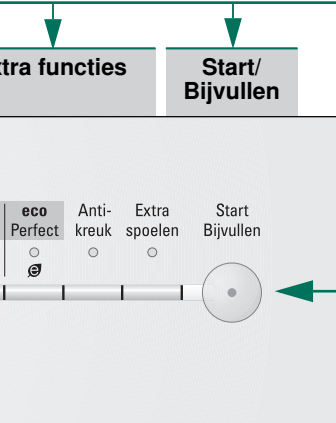 xtra functies
Start/
Bijvullen
eco
Perfect
Anti-
kreuk
Extra
spoelen
Start
Bijvullen
e